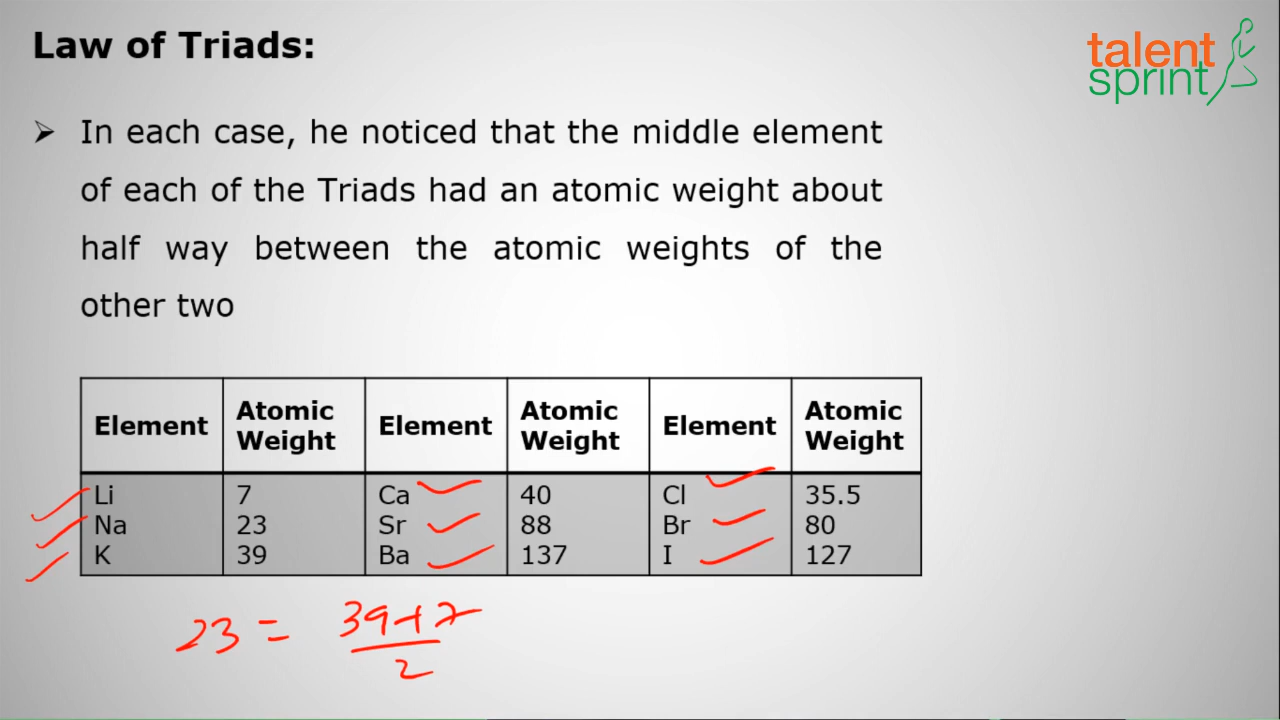 Law of Triads:
talent
sprint
➤ In each case, he noticed that the middle element
of each of the Triads had an atomic weight about
half way between the atomic weights of the
other two
Element Atomic Weight Element Atomic Weight Element Atomic Weight
Li 7 Ca 40 Cl 35.5
Na 23 Sr 88 Br 80
K 39 Ba 137 I 127
23 = 39+7
2